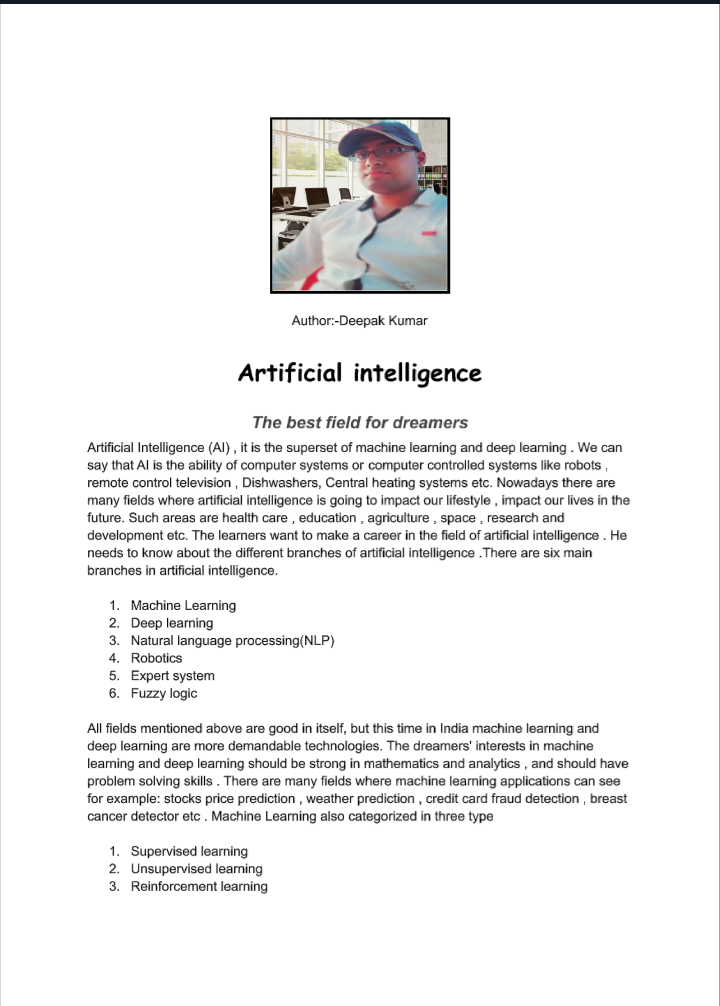 Author:-Deepak Kumar
Artificial intelligence
The best field for dreamers
Artificial Intelligence (AI) , it is the superset of machine learning and deep learning . We can
say that AI is the ability of computer systems or computer controlled systems like robots ,
remote control television , Dishwashers, Central heating systems etc. Nowadays there are
many fields where artificial intelligence is going to impact our lifestyle , impact our lives in the
future. Such areas are health care , education , agriculture , space , research and
development etc. The learners want to make a career in the field of artificial intelligence . He
needs to know about the different branches of artificial intelligence .There are six main
branches in artificial intelligence.
1. Machine Learning
2. Deep learning
3. Natural language processing(NLP)
4. Robotics
5. Expert system
6. Fuzzy logic
All fields mentioned above are good in itself, but this time in India machine learning and
deep learning are more demandable technologies. The dreamers' interests in machine
learning and deep learning should be strong in mathematics and analytics , and should have
problem solving skills . There are many fields where machine learning applications can see
for example: stocks price prediction , weather prediction , credit card fraud detection , breast
cancer detector etc . Machine Learning also categorized in three type
1. Supervised learning
2. Unsupervised learning
3. Reinforcement learning